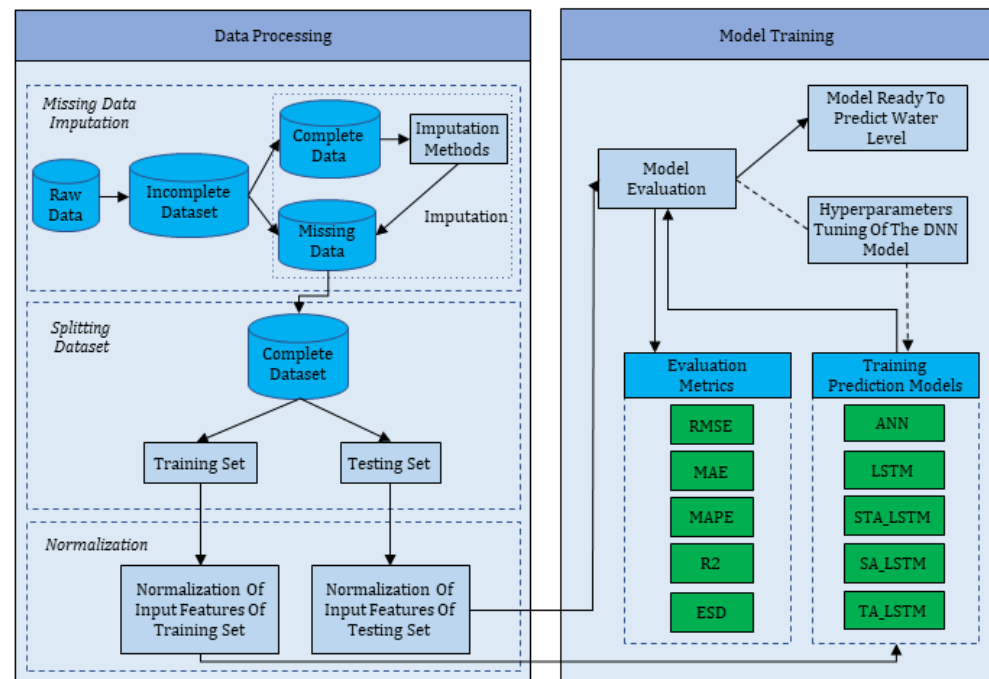 Data Processing
Missing Data
Imputation
Raw
Data
Incomplete
Dataset
Complete
Data
Imputation
Methods
Imputation
Missing
Data
Splitting
Dataset
Complete
Dataset
Training Set
Testing Set
Normalization
Normalization Of
Input Features Of
Training Set
Normalization Of
Input Features Of
Testing Set
Model Training
Model Ready To
Predict Water
Level
Model
Evaluation
Hyperparameters
Tuning Of The DNN
Model
Evaluation
Metrics
RMSE
MAE
MAPE
R2
ESD
Training
Prediction Models
ANN
LSTM
STA_LSTM
SA_LSTM
TA_LSTM